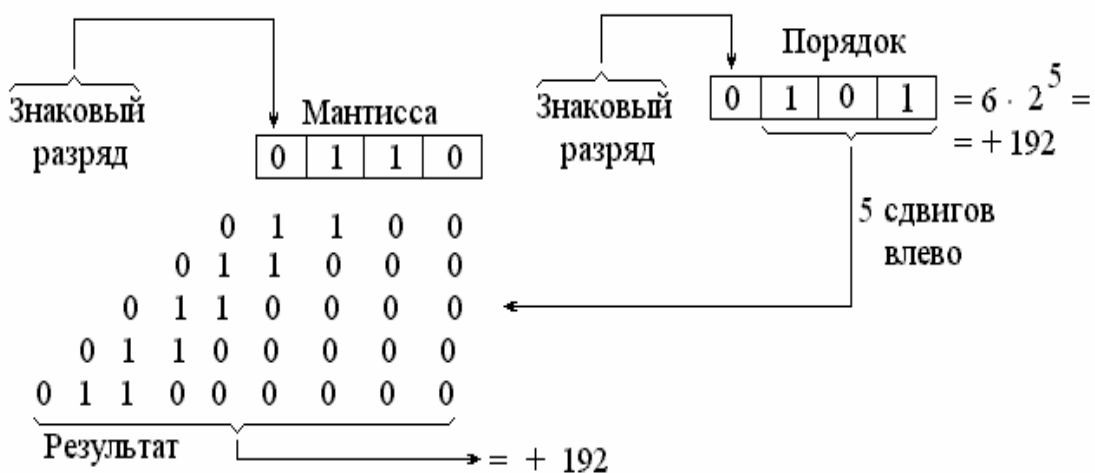 Знаковый
разряд
Мантисса
0 1 1 0
Знаковый
разряд
Порядок
0 1 0 1
= 6 · 2^5 =
= + 192
5 сдвигов
влево
0 1 1 0 0
0 1 1 0 0 0
0 1 1 0 0 0 0
0 1 1 0 0 0 0 0
0 1 1 0 0 0 0 0 0
Результат
= + 192